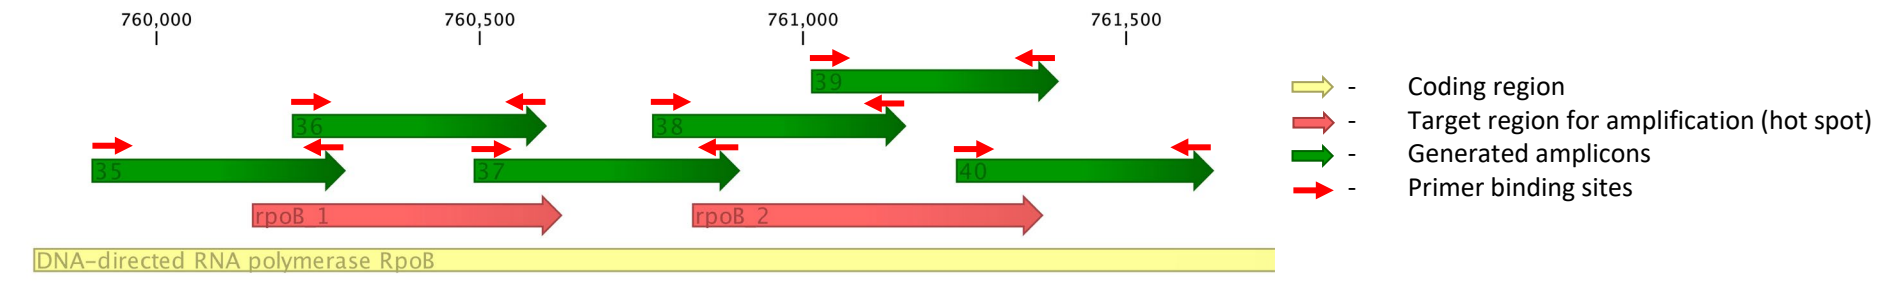 760,000 760,500 761,000 761,500
39
36 38
35 37 40
rpoB_1 rpoB_2
DNA-directed RNA polymerase RpoB
- Coding region
- Target region for amplification (hot spot)
- Generated amplicons
- Primer binding sites